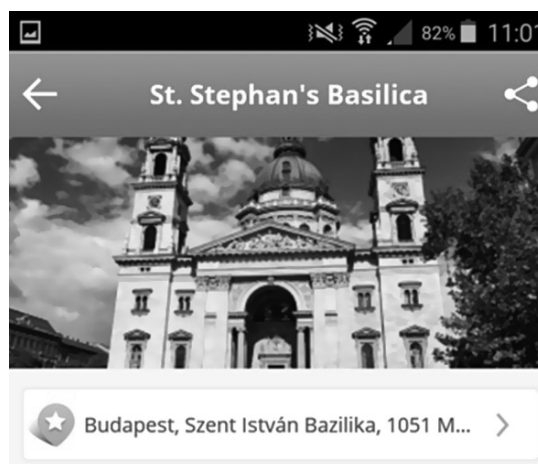 82% 11:01
St. Stephan's Basilica
Budapest, Szent István Bazilika, 1051 M...